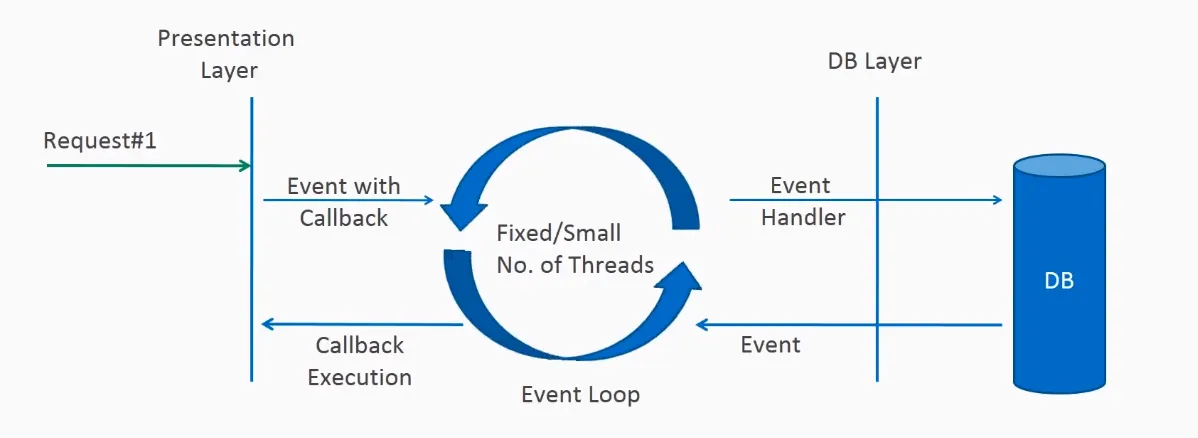 Presentation
Layer
DB Layer
Request#1
Event with
Callback
Fixed/Small
No. of Threads
Event
Handler
DB
Callback
Execution
Event
Event Loop